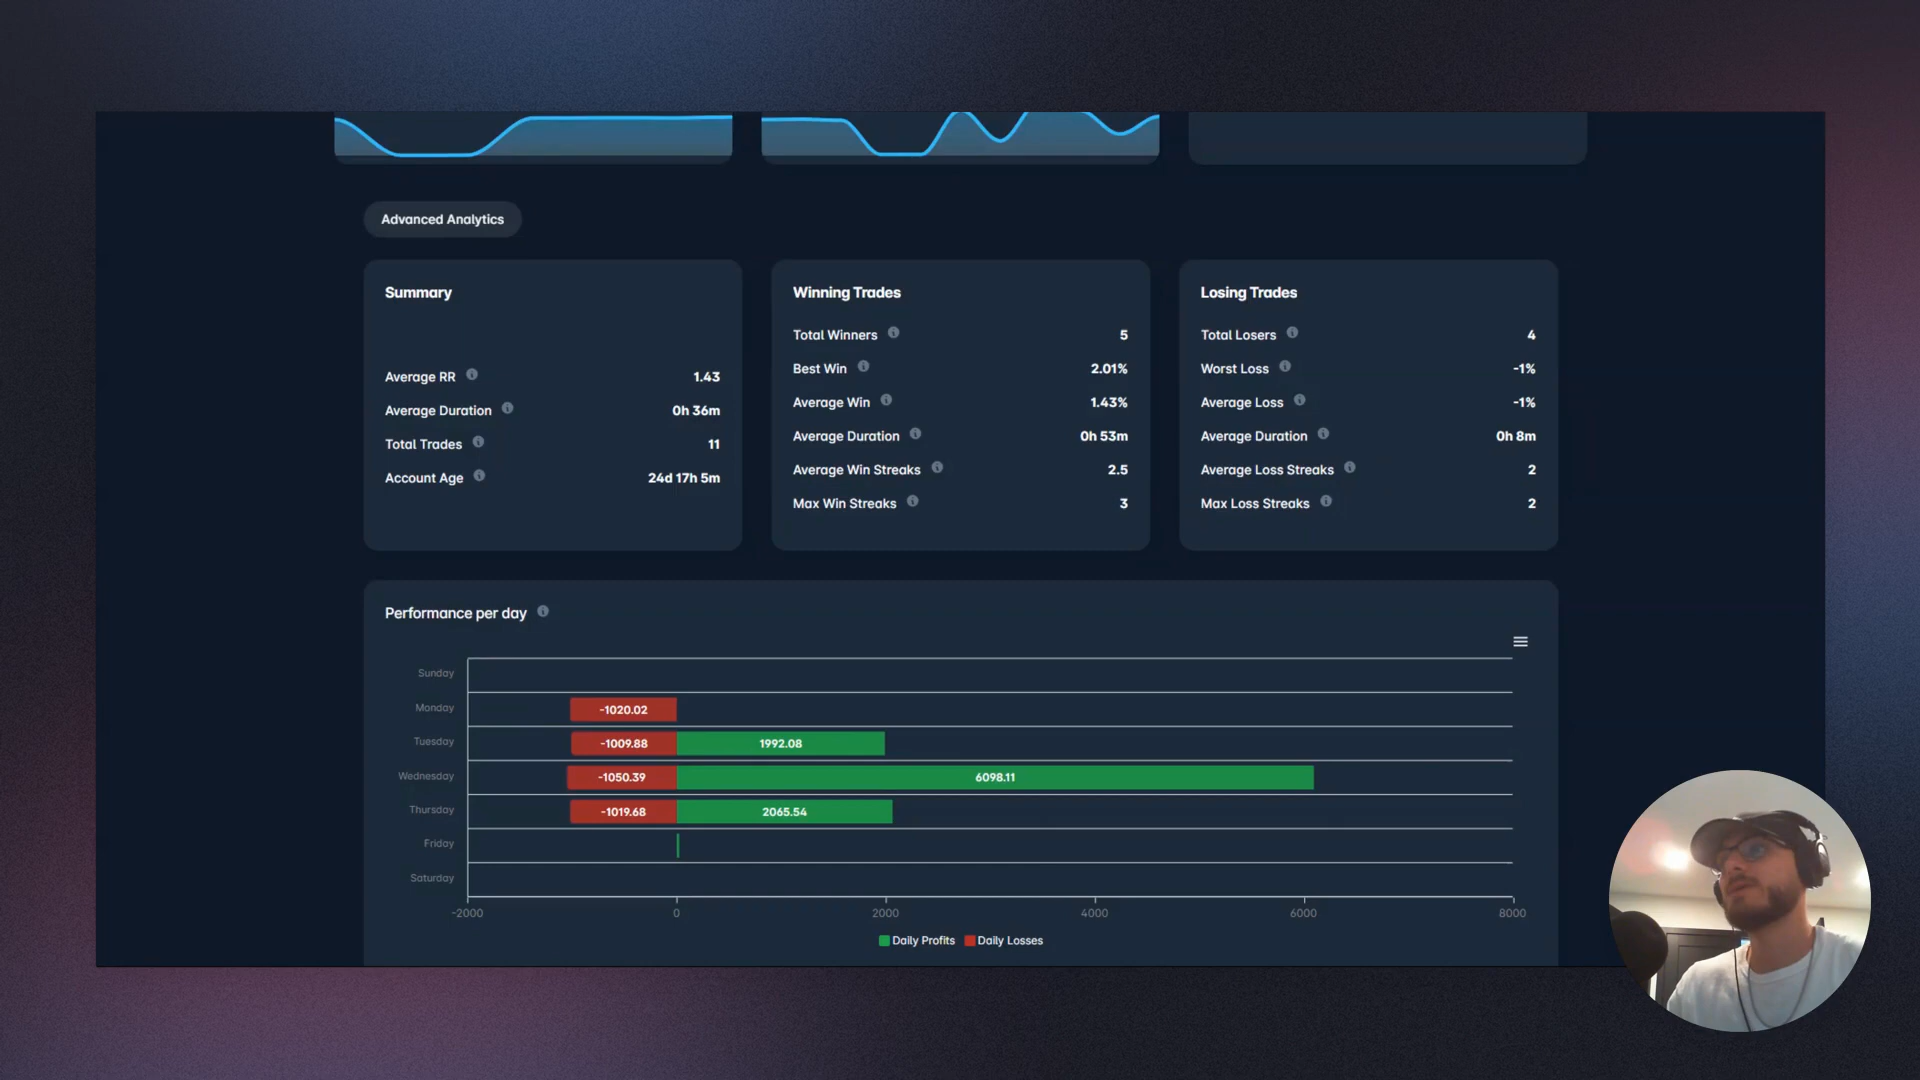 Advanced Analytics
Summary
Average RR 1.43
Average Duration 0h 36m
Total Trades 11
Account Age 24d 17h 5m
Winning Trades
Total Winners 5
Best Win 2.01%
Average Win 1.43%
Average Duration 0h 53m
Average Win Streaks 2.5
Max Win Streaks 3
Losing Trades
Total Losers 4
Worst Loss -1%
Average Loss -1%
Average Duration 0h 8m
Average Loss Streaks 2
Max Loss Streaks 2
Performance per day
Sunday
Monday -1020.02
Tuesday -1009.88 1992.08
Wednesday -1050.39 6098.11
Thursday -1019.68 2065.54
Friday
Saturday
-2000 0 2000 4000 6000 8000
Daily Profits Daily Losses